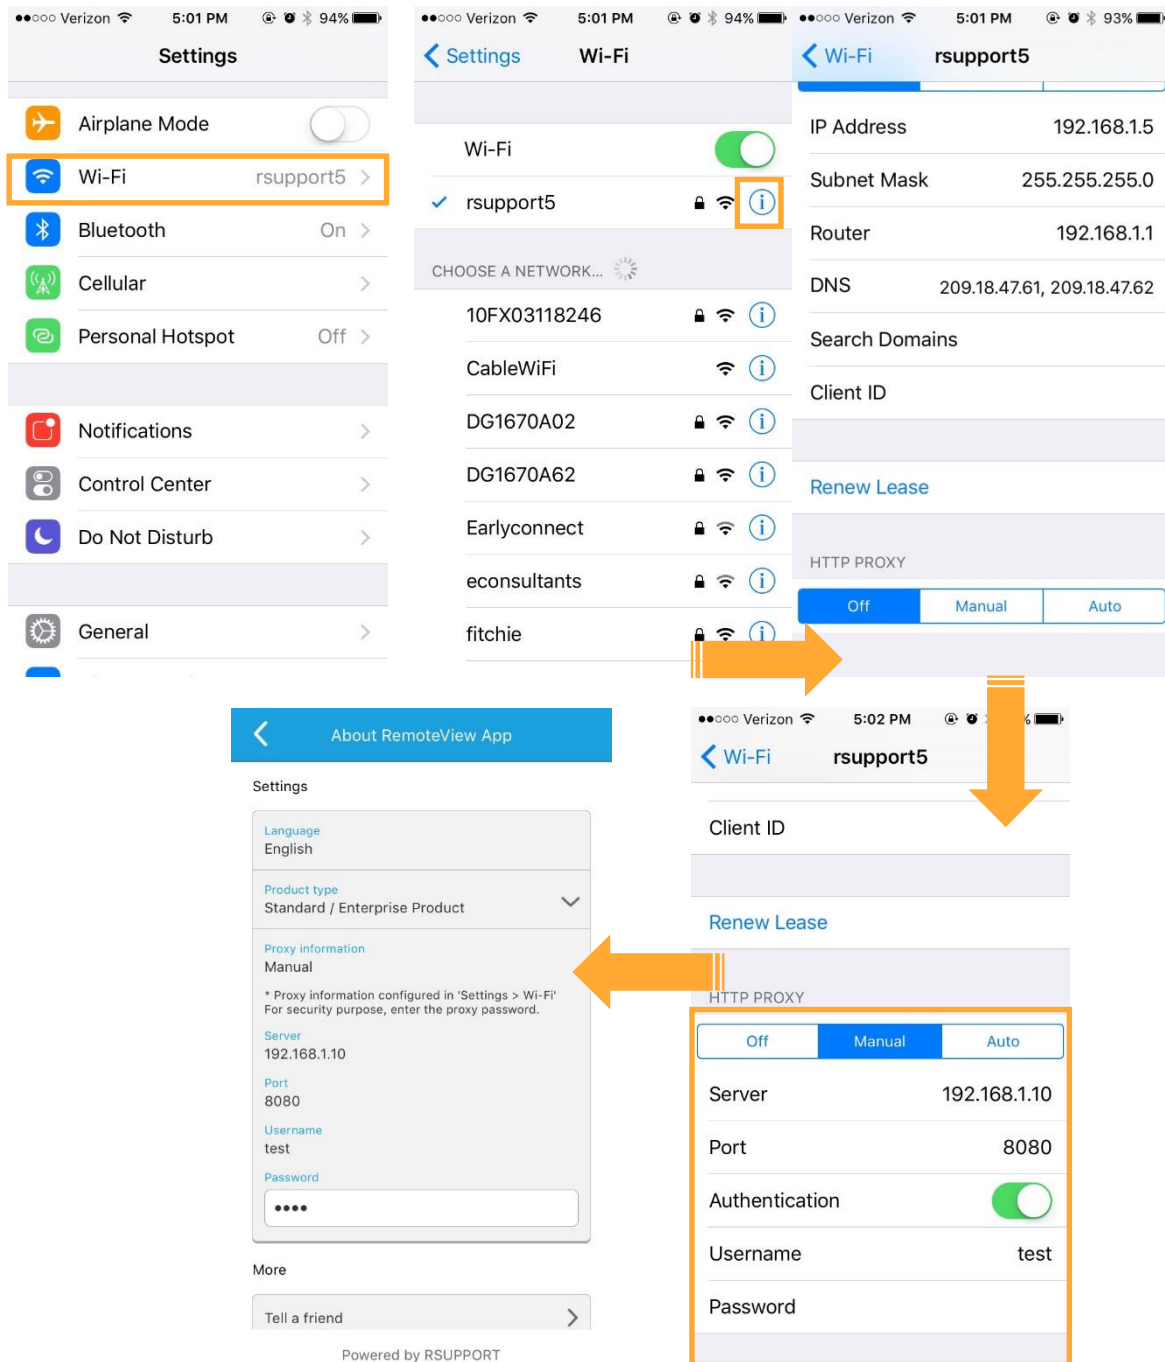 Verizon 5:01 PM 94%
Settings
Airplane Mode
Wi-Fi rsupport5
Bluetooth On
Cellular
Personal Hotspot Off
Notifications
Control Center
Do Not Disturb
General
Verizon 5:01 PM 94%
Settings Wi-Fi
Wi-Fi
rsupport5
CHOOSE A NETWORK...
10FX03118246
CableWiFi
DG1670A02
DG1670A62
Earlyconnect
econsultants
fitchie
Verizon 5:01 PM 93%
Wi-Fi rsupport5
IP Address 192.168.1.5
Subnet Mask 255.255.255.0
Router 192.168.1.1
DNS 209.18.47.61, 209.18.47.62
Search Domains
Client ID
Renew Lease
HTTP PROXY
Off Manual Auto
Verizon 5:02 PM %
Wi-Fi rsupport5
Client ID
Renew Lease
HTTP PROXY
Off Manual Auto
Server 192.168.1.10
Port 8080
Authentication
Username test
Password
About RemoteView App
Settings
Language
English
Product type
Standard / Enterprise Product
Proxy information
Manual
* Proxy information configured in 'Settings > Wi-Fi'
For security purpose, enter the proxy password.
Server
192.168.1.10
Port
8080
Username
test
Password
••••
More
Tell a friend
Powered by RSUPPORT